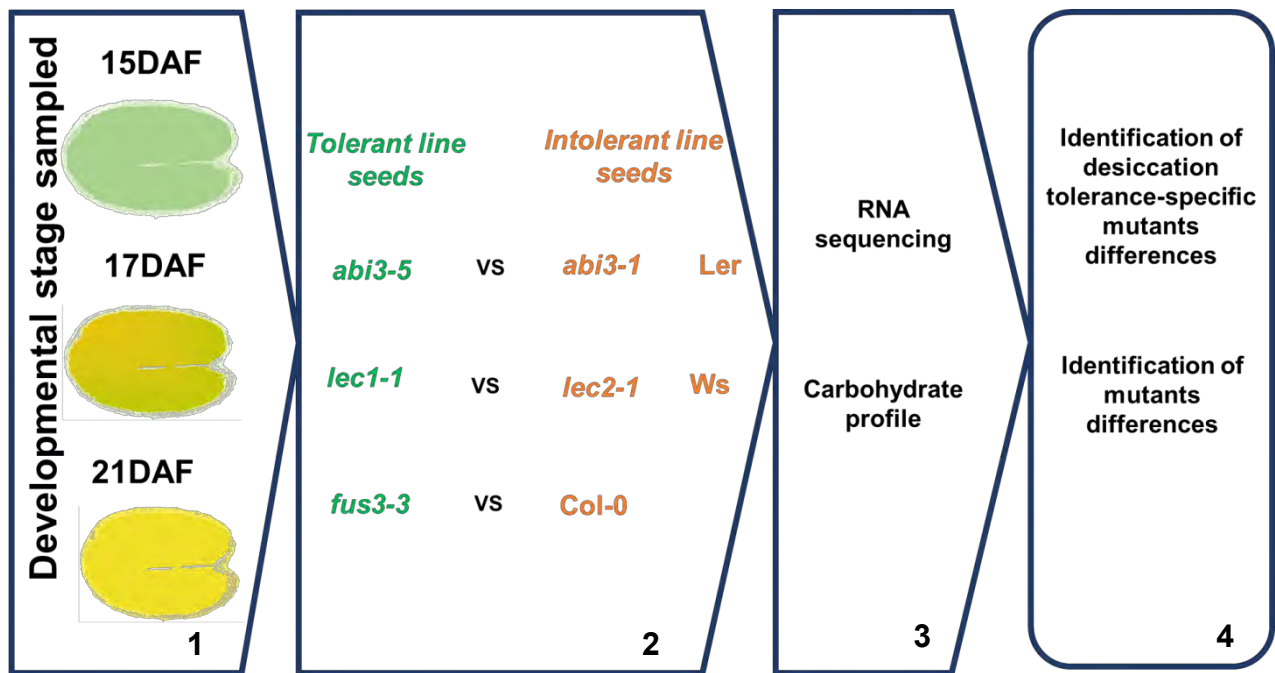 Developmental stage sampled
15DAF
17DAF
21DAF
1
Tolerant line
seeds
Intolerant line
seeds
abi3-5 vs abi3-1 Ler
lec1-1 vs lec2-1 Ws
fus3-3 vs Col-0
2
RNA
sequencing
Carbohydrate
profile
3
Identification of
desiccation
tolerance-specific
mutants
differences
Identification of
mutants
differences
4